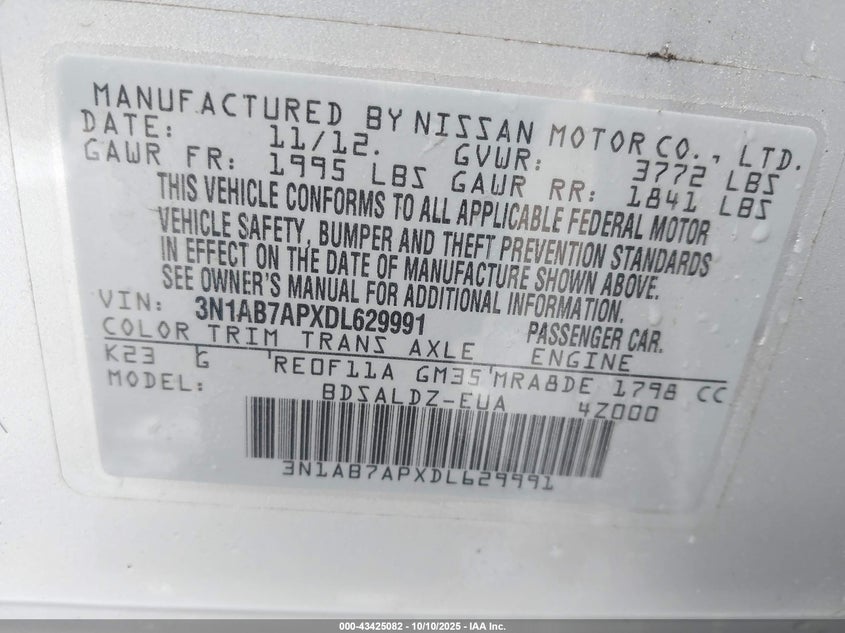 MANUFACTURED BY NISSAN MOTOR CO., LTD.
DATE: 11/12. GVWR: 3772 LBS
GAWR FR: 1995 LBS GAWR RR: 1841 LBS
THIS VEHICLE CONFORMS TO ALL APPLICABLE FEDERAL MOTOR
VEHICLE SAFETY, BUMPER AND THEFT PREVENTION STANDARDS
IN EFFECT ON THE DATE OF MANUFACTURE SHOWN ABOVE.
SEE OWNER'S MANUAL FOR ADDITIONAL INFORMATION.
VIN: 3N1AB7APXDL629991 PASSENGER CAR.
COLOR TRIM TRANS AXLE ENGINE
K23 G RE0F11A GM35 MRA8DE 1798 CC
MODEL: BDSALDZ-EUA 4Z000
3N1AB7APXDL629991
000-43425082 - 10/10/2025 - IAA Inc.